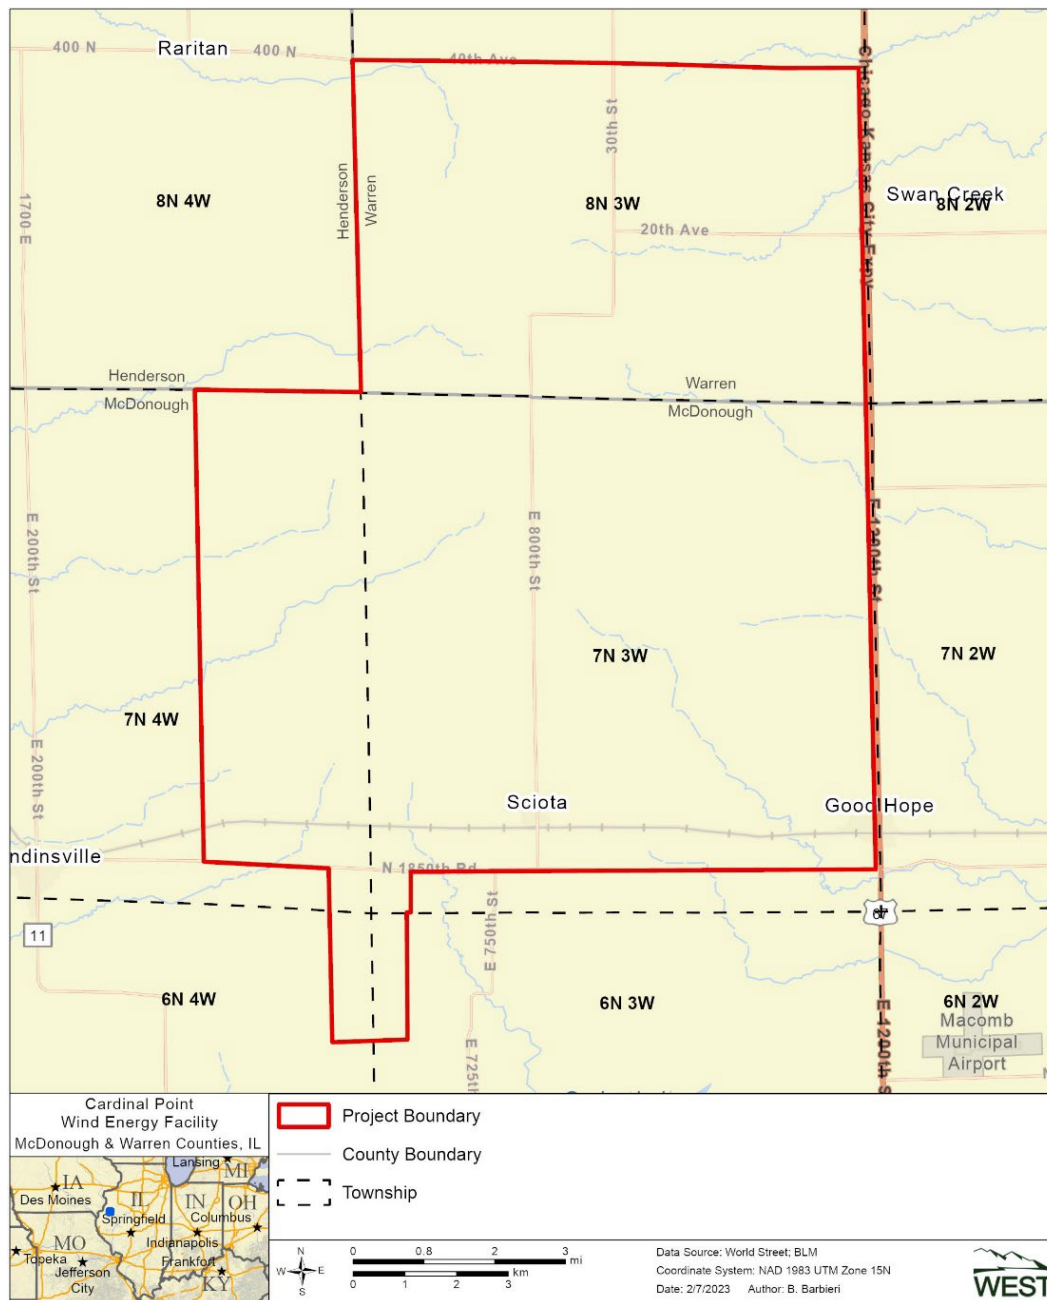 400 N
Raritan
400 N
40th Ave
Chicago Kansas City Expy
30th St
1700 E
8N 4W
Henderson
Warren
8N 3W
Swan Creek
8N 2W
20th Ave
Henderson
McDonough
Warren
McDonough
E 200th St
E 800th St
E 1200th St
7N 3W
7N 2W
7N 4W
E 200th St
Sciota
Good Hope
ndinsville
N 1850th Rd
E 750th St
11
67
6N 4W
6N 3W
6N 2W
Macomb
Municipal
Airport
E 725th
E 1200th S
N
Cardinal Point
Wind Energy Facility
McDonough & Warren Counties, IL
Project Boundary
County Boundary
Township
Lansing
MI
IA
Des Moines
IL
IN
OH
Springfield
Columbus
MO
Indianapolis
Topeka
Jefferson
City
Frankfort
KY
N
W
E
S
0 0.8 2 3
mi
km
0 1 2 3
Data Source: World Street; BLM
Coordinate System: NAD 1983 UTM Zone 15N
Date: 2/7/2023 Author: B. Barbieri
WEST